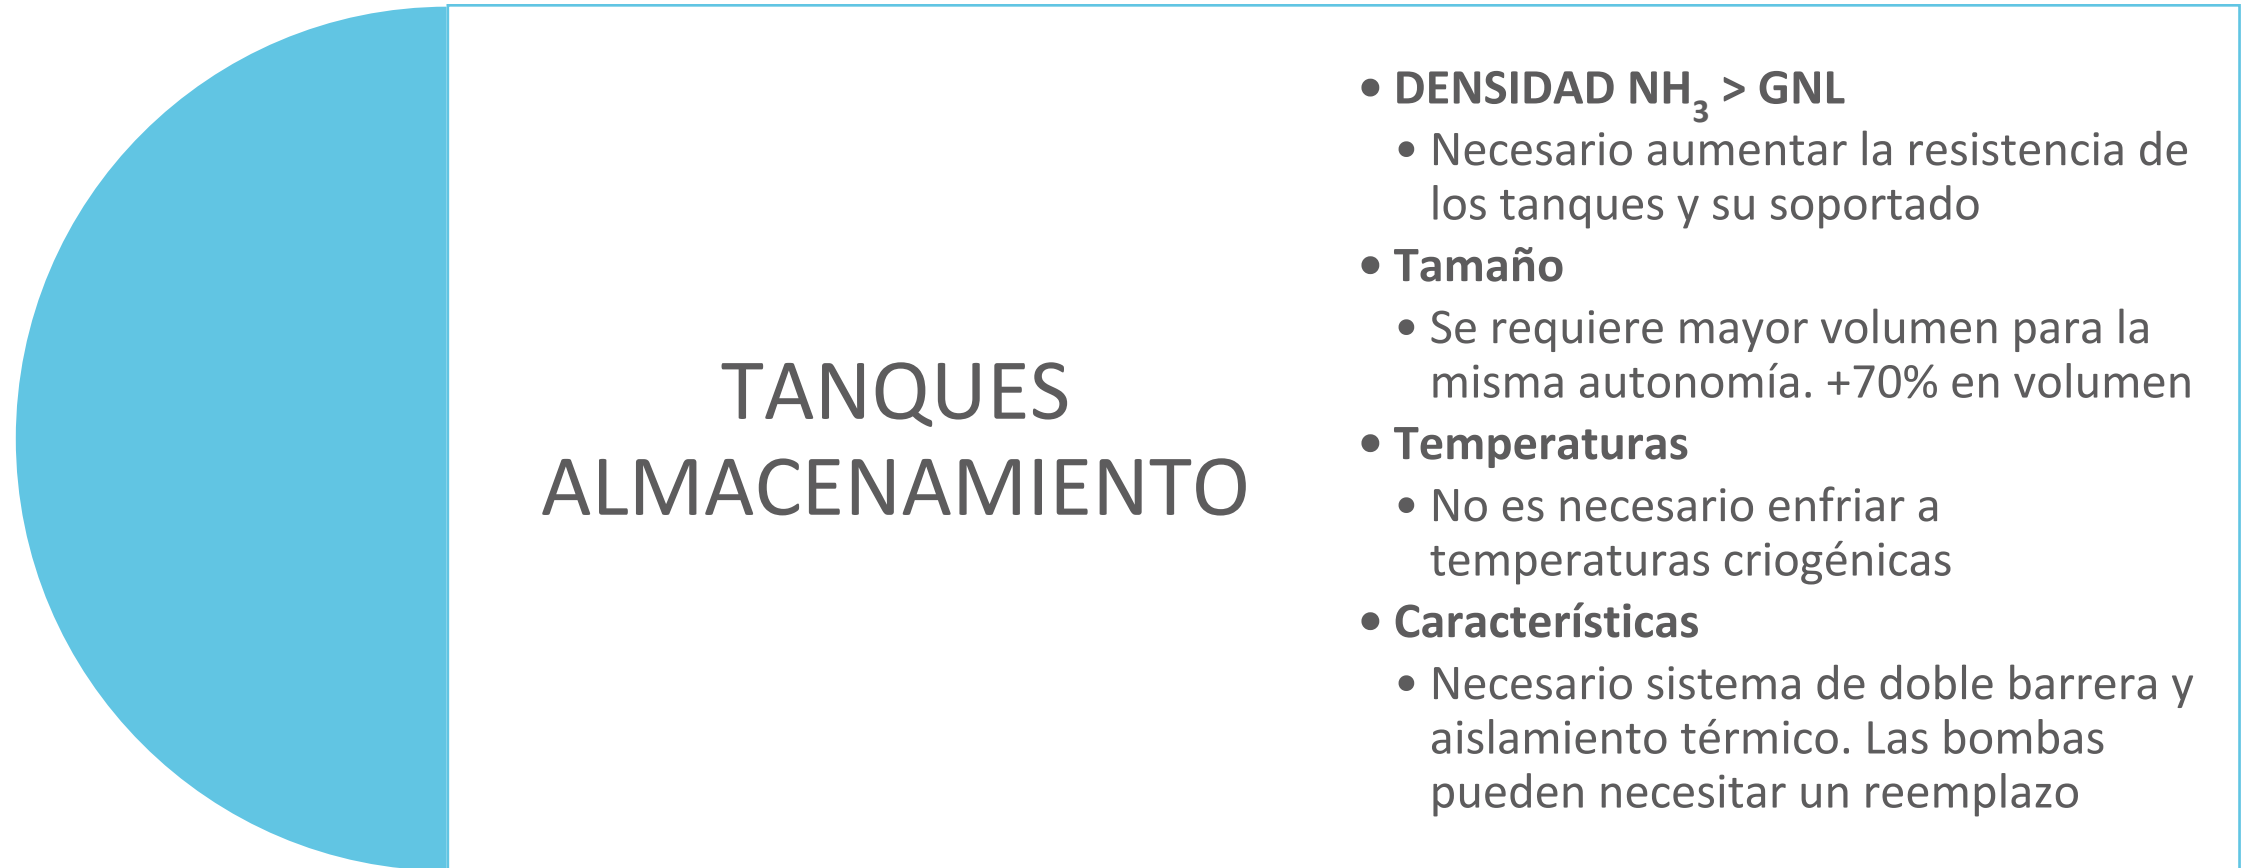 TANQUES
ALMACENAMIENTO
• DENSIDAD NH₃ > GNL
• Necesario aumentar la resistencia de
los tanques y su soportado
• Tamaño
• Se requiere mayor volumen para la
misma autonomía. +70% en volumen
• Temperaturas
• No es necesario enfriar a
temperaturas criogénicas
• Características
• Necesario sistema de doble barrera y
aislamiento térmico. Las bombas
pueden necesitar un reemplazo